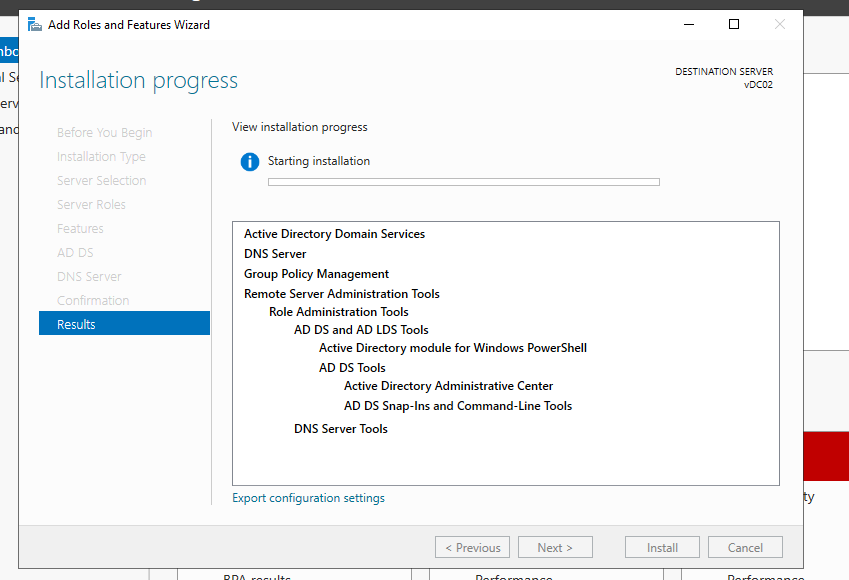 Add Roles and Features Wizard
Installation progress
DESTINATION SERVER
vDC02
Before You Begin
Installation Type
Server Selection
Server Roles
Features
AD DS
DNS Server
Confirmation
Results
View installation progress
Starting installation
Active Directory Domain Services
DNS Server
Group Policy Management
Remote Server Administration Tools
Role Administration Tools
AD DS and AD LDS Tools
Active Directory module for Windows PowerShell
AD DS Tools
Active Directory Administrative Center
AD DS Snap-Ins and Command-Line Tools
DNS Server Tools
Export configuration settings
< Previous
Next >
Install
Cancel
BPA results
Performance
Performance